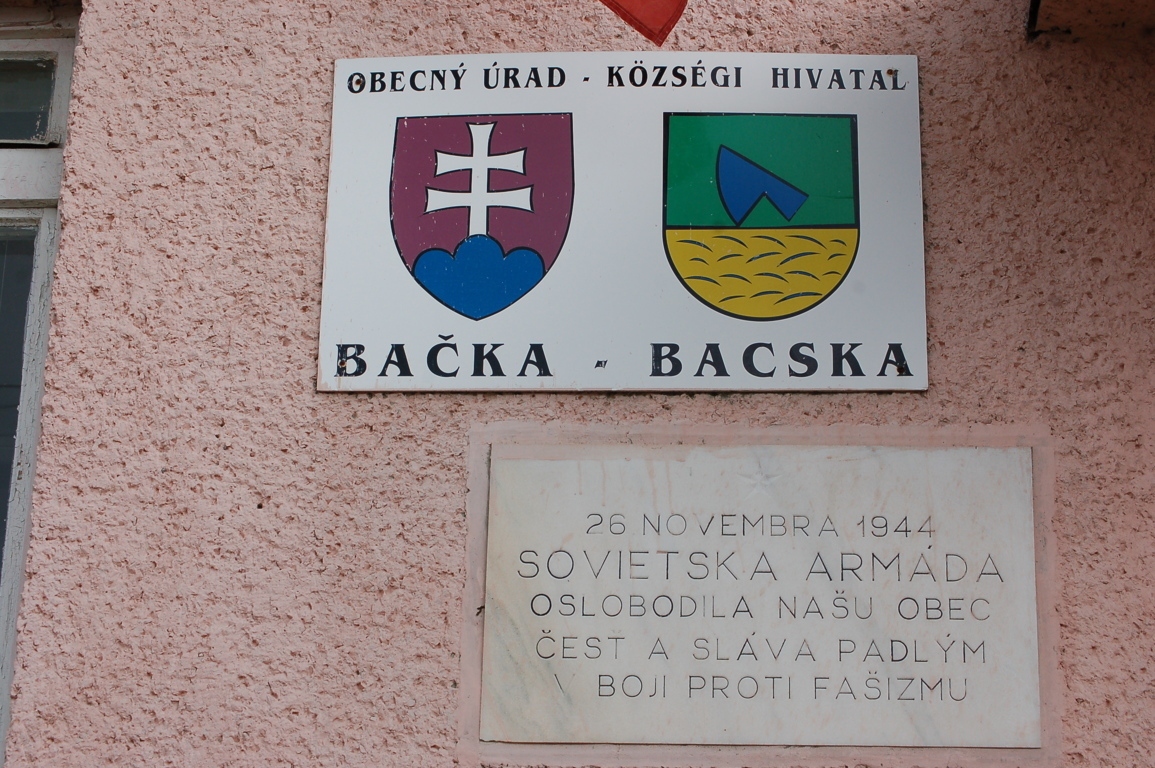 OBECNÝ ÚRAD - KÖZSÉGI HIVATAL
BAČKA - BACSKA
26 NOVEMBRA 1944
SOVIETSKA ARMÁDA
OSLOBODILA NAŠU OBEC
ČESŤ A SLÁVA PADLÝM
V BOJI PROTI FAŠIZMU